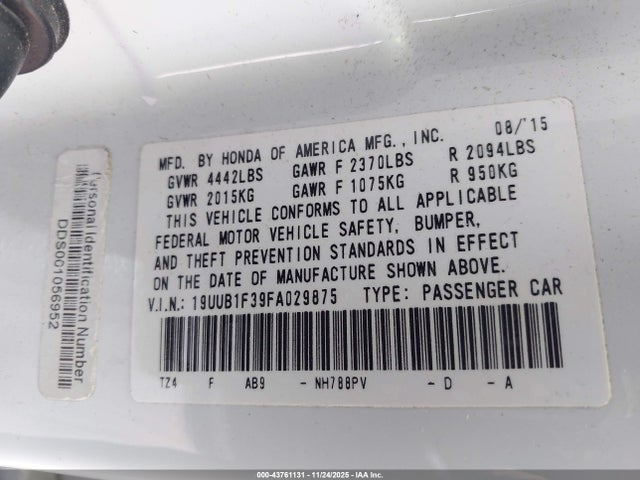 MFD. BY HONDA OF AMERICA MFG., INC. 08/'15
GVWR 4442LBS GAWR F 2370LBS R 2094LBS
GVWR 2015KG GAWR F 1075KG R 950KG
THIS VEHICLE CONFORMS TO ALL APPLICABLE
FEDERAL MOTOR VEHICLE SAFETY, BUMPER,
AND THEFT PREVENTION STANDARDS IN EFFECT
ON THE DATE OF MANUFACTURE SHOWN ABOVE.
V.I.N.: 19UUB1F39FA029875 TYPE: PASSENGER CAR
TZ4 F AB9 - NH788PV - D - A
Personal Identification Number
DDS001056952
000-43761131 - 11/24/2025 - IAA